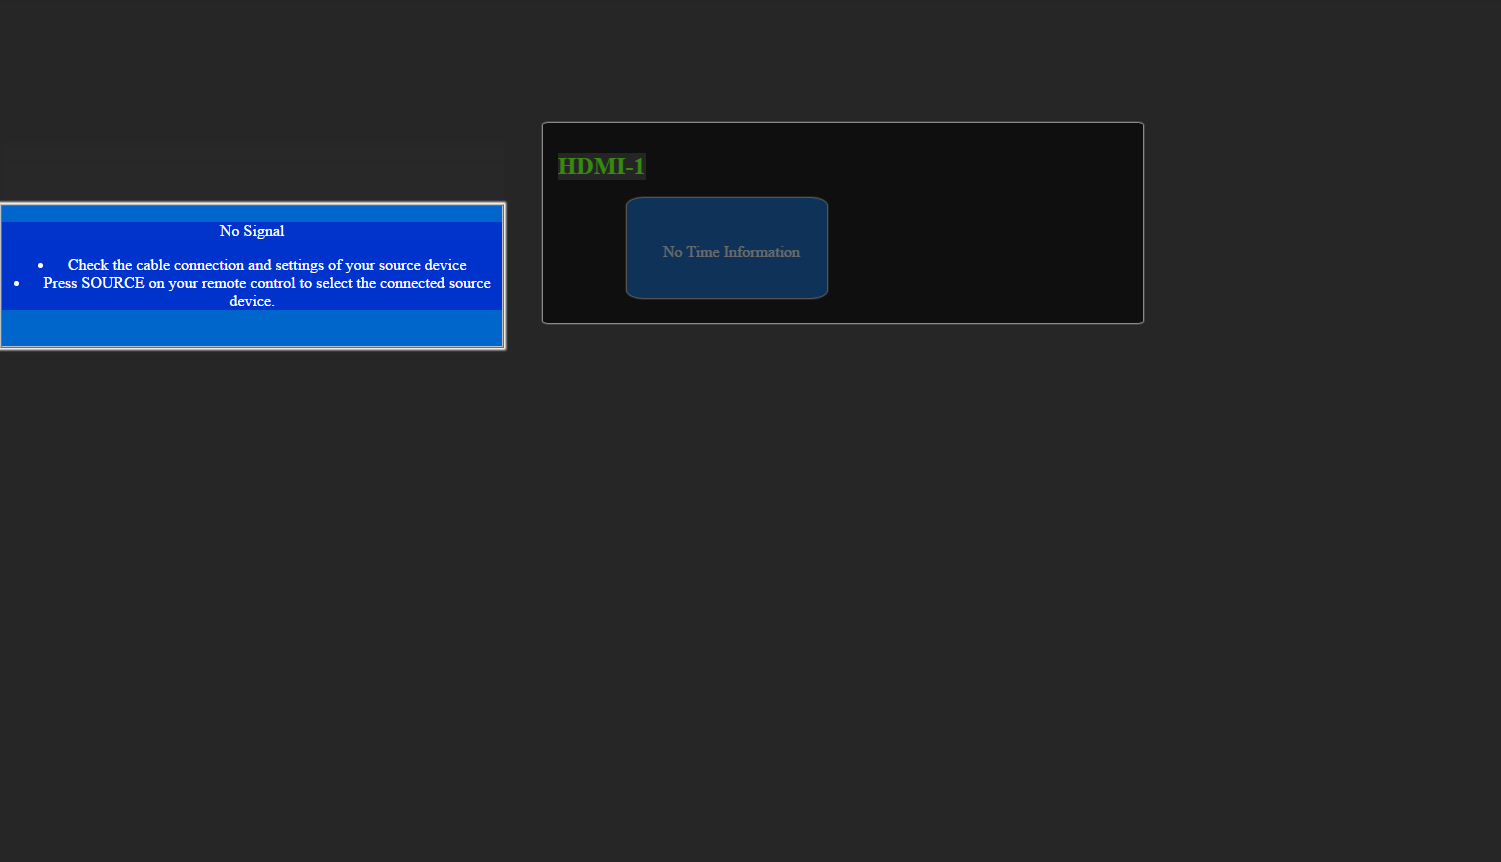 HDMI-1
No Signal
No Time Information
Check the cable connection and settings of your source device
Press SOURCE on your remote control to select the connected source
device.